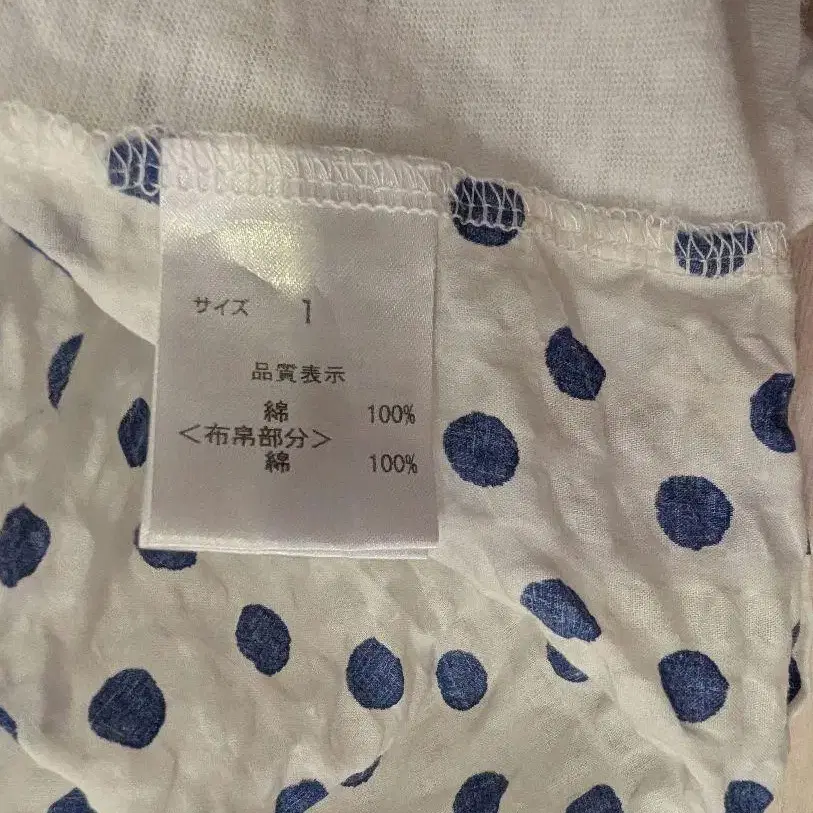 サイズ 1
品質表示
綿 100%
＜布帛部分＞
綿 100%